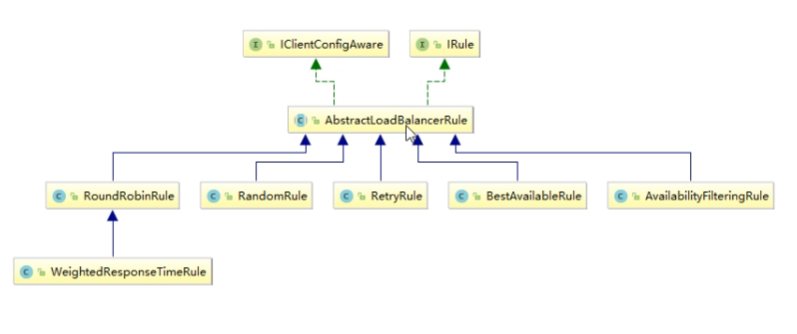 I IClientConfigAware
I IRule
C AbstractLoadBalancerRule
C RoundRobinRule
C RandomRule
C RetryRule
C BestAvailableRule
C AvailabilityFilteringRule
C WeightedResponseTimeRule